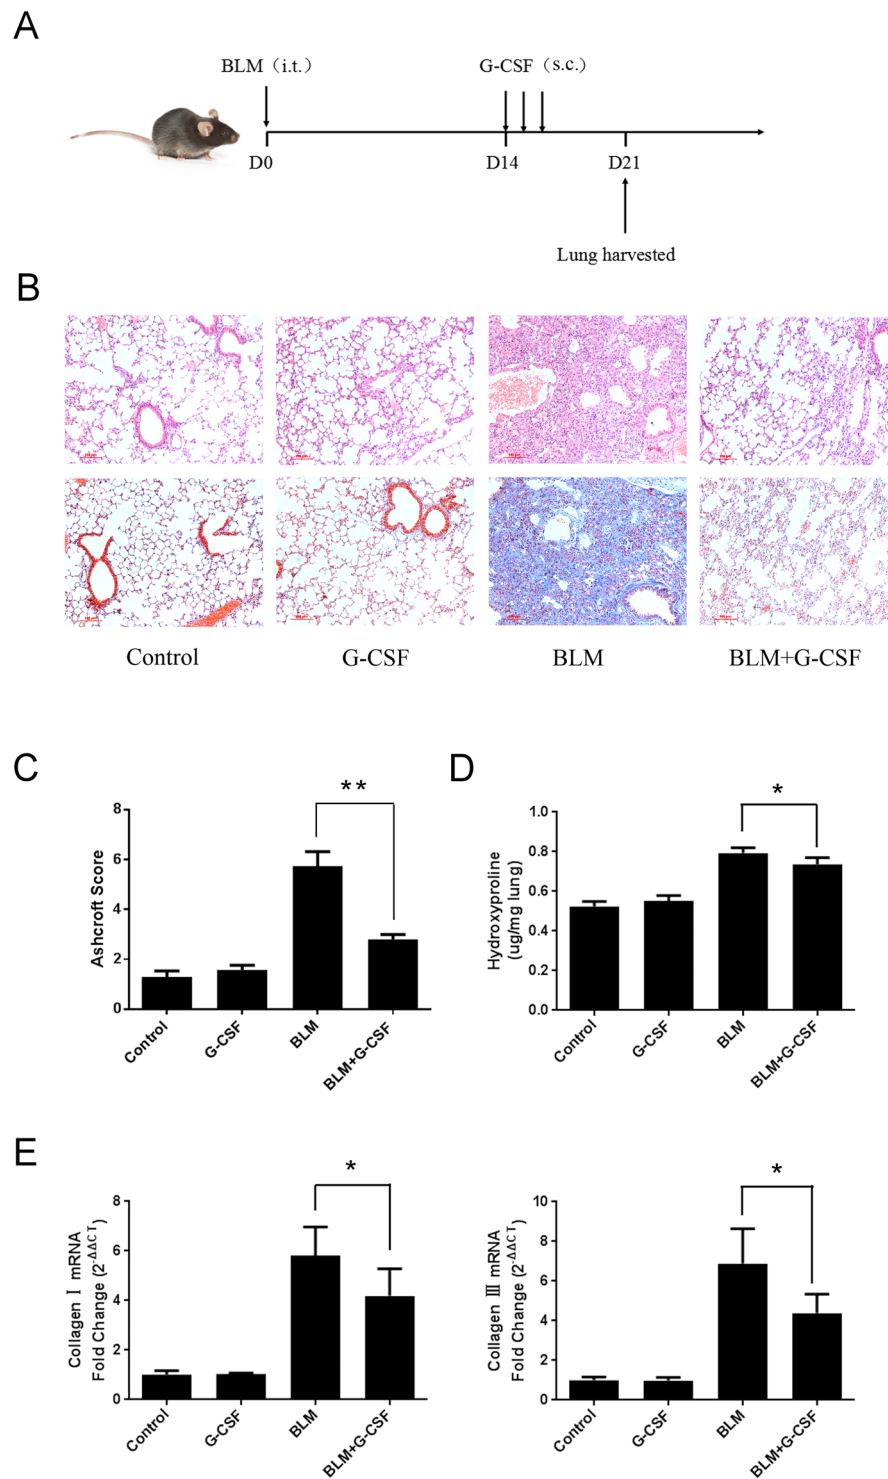 A
BLM（i.t.）
G-CSF（s.c.）
D0
D14
D21
Lung harvested
B
Control
G-CSF
BLM
BLM+G-CSF
C
**
Ashcroft Score
8
6
4
2
0
Control
G-CSF
BLM
BLM+G-CSF
D
*
Hydroxyproline
(ug/mg lung)
1.0
0.8
0.6
0.4
0.2
0.0
Control
G-CSF
BLM
BLM+G-CSF
E
*
Collagen Ⅰ mRNA
Fold Change (2^-ΔΔCT)
8
6
4
2
0
Control
G-CSF
BLM
BLM+G-CSF
*
Collagen Ⅲ mRNA
Fold Change (2^-ΔΔCT)
10
8
6
4
2
0
Control
G-CSF
BLM
BLM+G-CSF